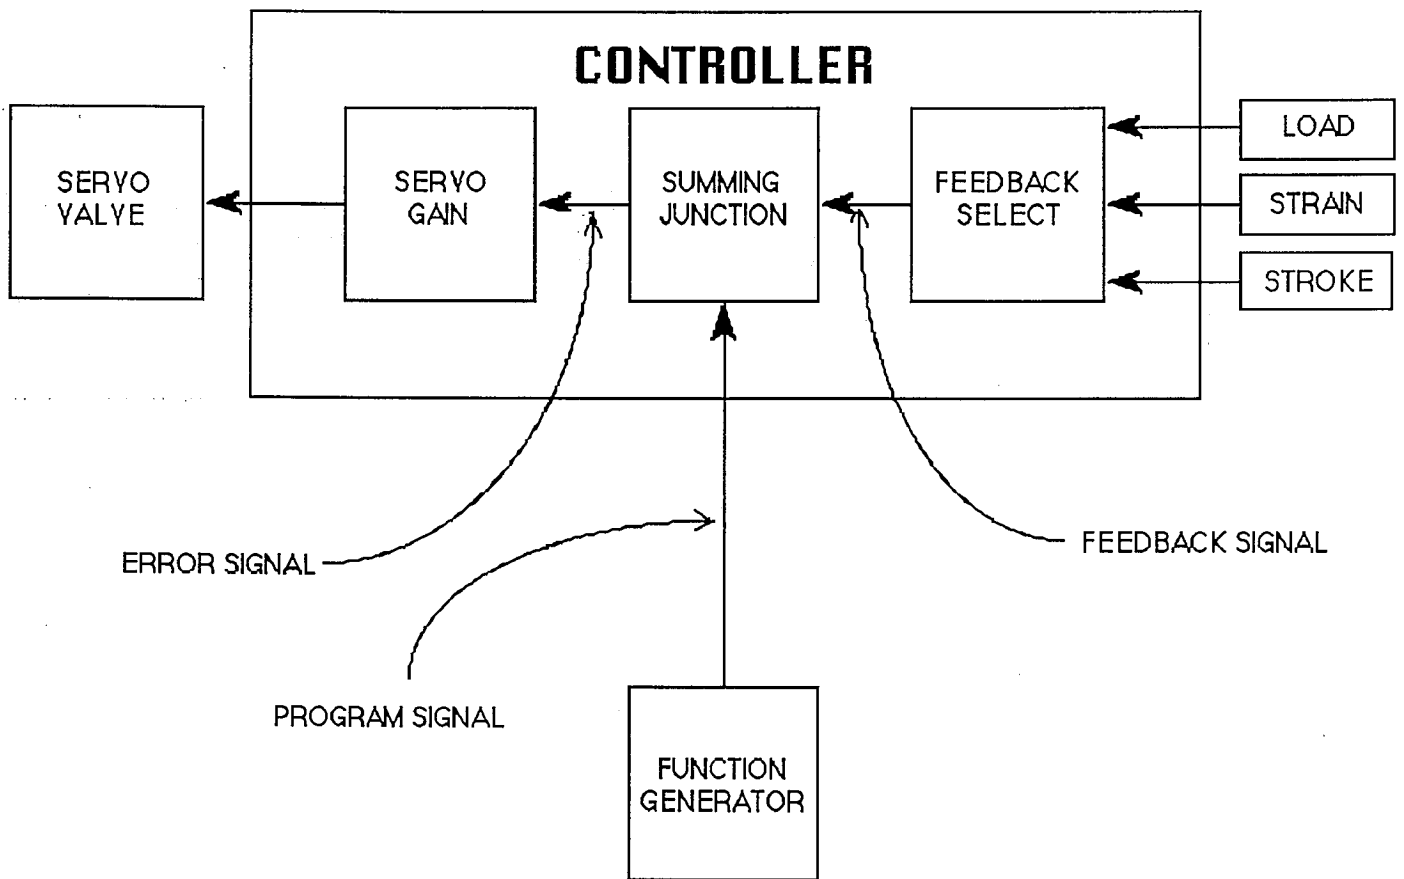 CONTROLLER
SERVO
VALVE
SERVO
GAIN
SUMMING
JUNCTION
FEEDBACK
SELECT
LOAD
STRAIN
STROKE
ERROR SIGNAL
FEEDBACK SIGNAL
PROGRAM SIGNAL
FUNCTION
GENERATOR